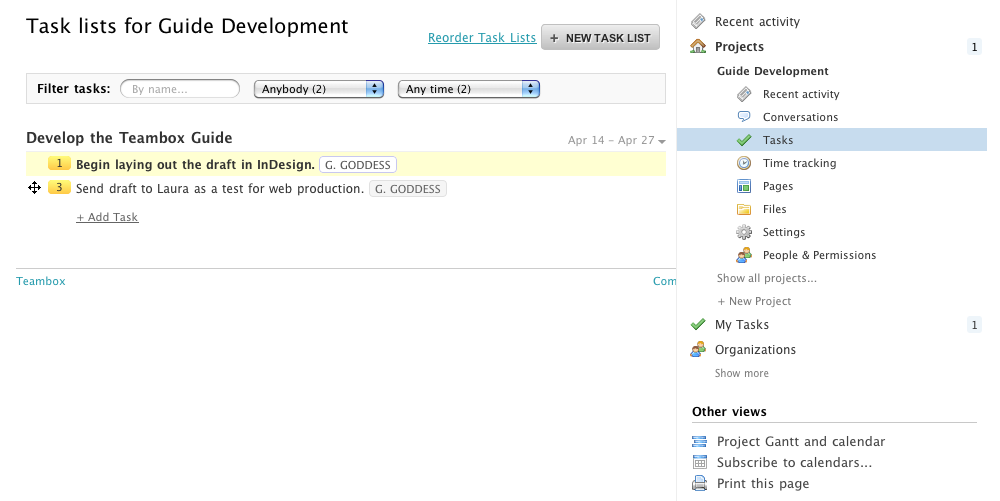 Task lists for Guide Development
Reorder Task Lists
+ NEW TASK LIST
Filter tasks:
By name...
Anybody (2)
Any time (2)
Develop the Teambox Guide
Apr 14 – Apr 27
1 Begin laying out the draft in InDesign. G. GODDESS
3 Send draft to Laura as a test for web production. G. GODDESS
+ Add Task
Teambox
Com
Recent activity
Projects 1
Guide Development
Recent activity
Conversations
Tasks
Time tracking
Pages
Files
Settings
People & Permissions
Show all projects...
+ New Project
My Tasks 1
Organizations
Show more
Other views
Project Gantt and calendar
Subscribe to calendars...
Print this page